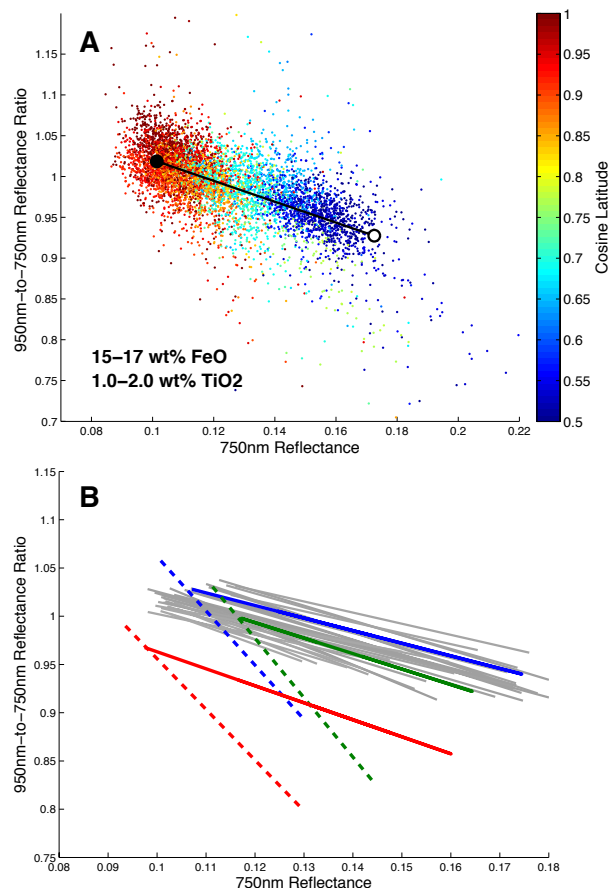 A
950nm-to-750nm Reflectance Ratio
1.15
1.1
1.05
1
0.95
0.9
0.85
0.8
0.75
0.7
15–17 wt% FeO
1.0–2.0 wt% TiO2
0.08 0.1 0.12 0.14 0.16 0.18 0.2 0.22
750nm Reflectance
1
0.95
0.9
0.85
0.8
0.75
0.7
0.65
0.6
0.55
0.5
Cosine Latitude
B
950nm-to-750nm Reflectance Ratio
1.15
1.1
1.05
1
0.95
0.9
0.85
0.8
0.75
0.08 0.09 0.1 0.11 0.12 0.13 0.14 0.15 0.16 0.17 0.18
750nm Reflectance